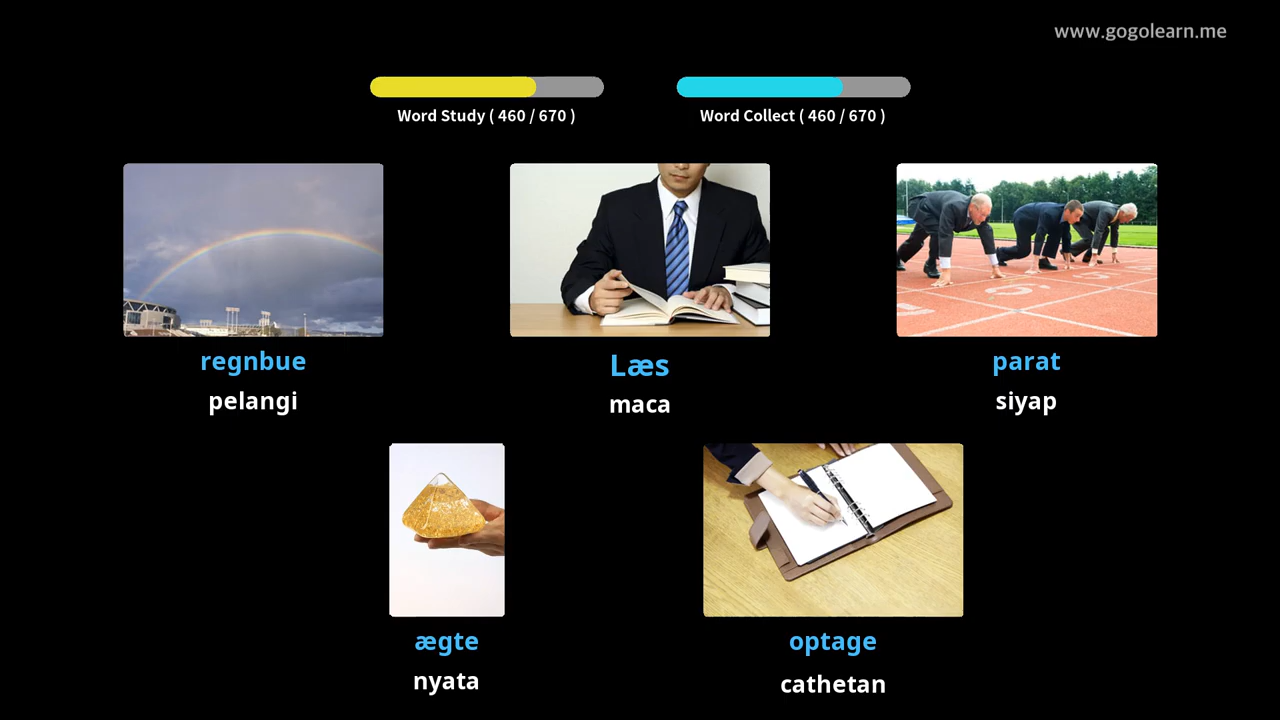 www.gogolearn.me
Word Study ( 460 / 670 )
Word Collect ( 460 / 670 )
regnbue
pelangi
Læs
maca
parat
siyap
ægte
nyata
optage
cathetan